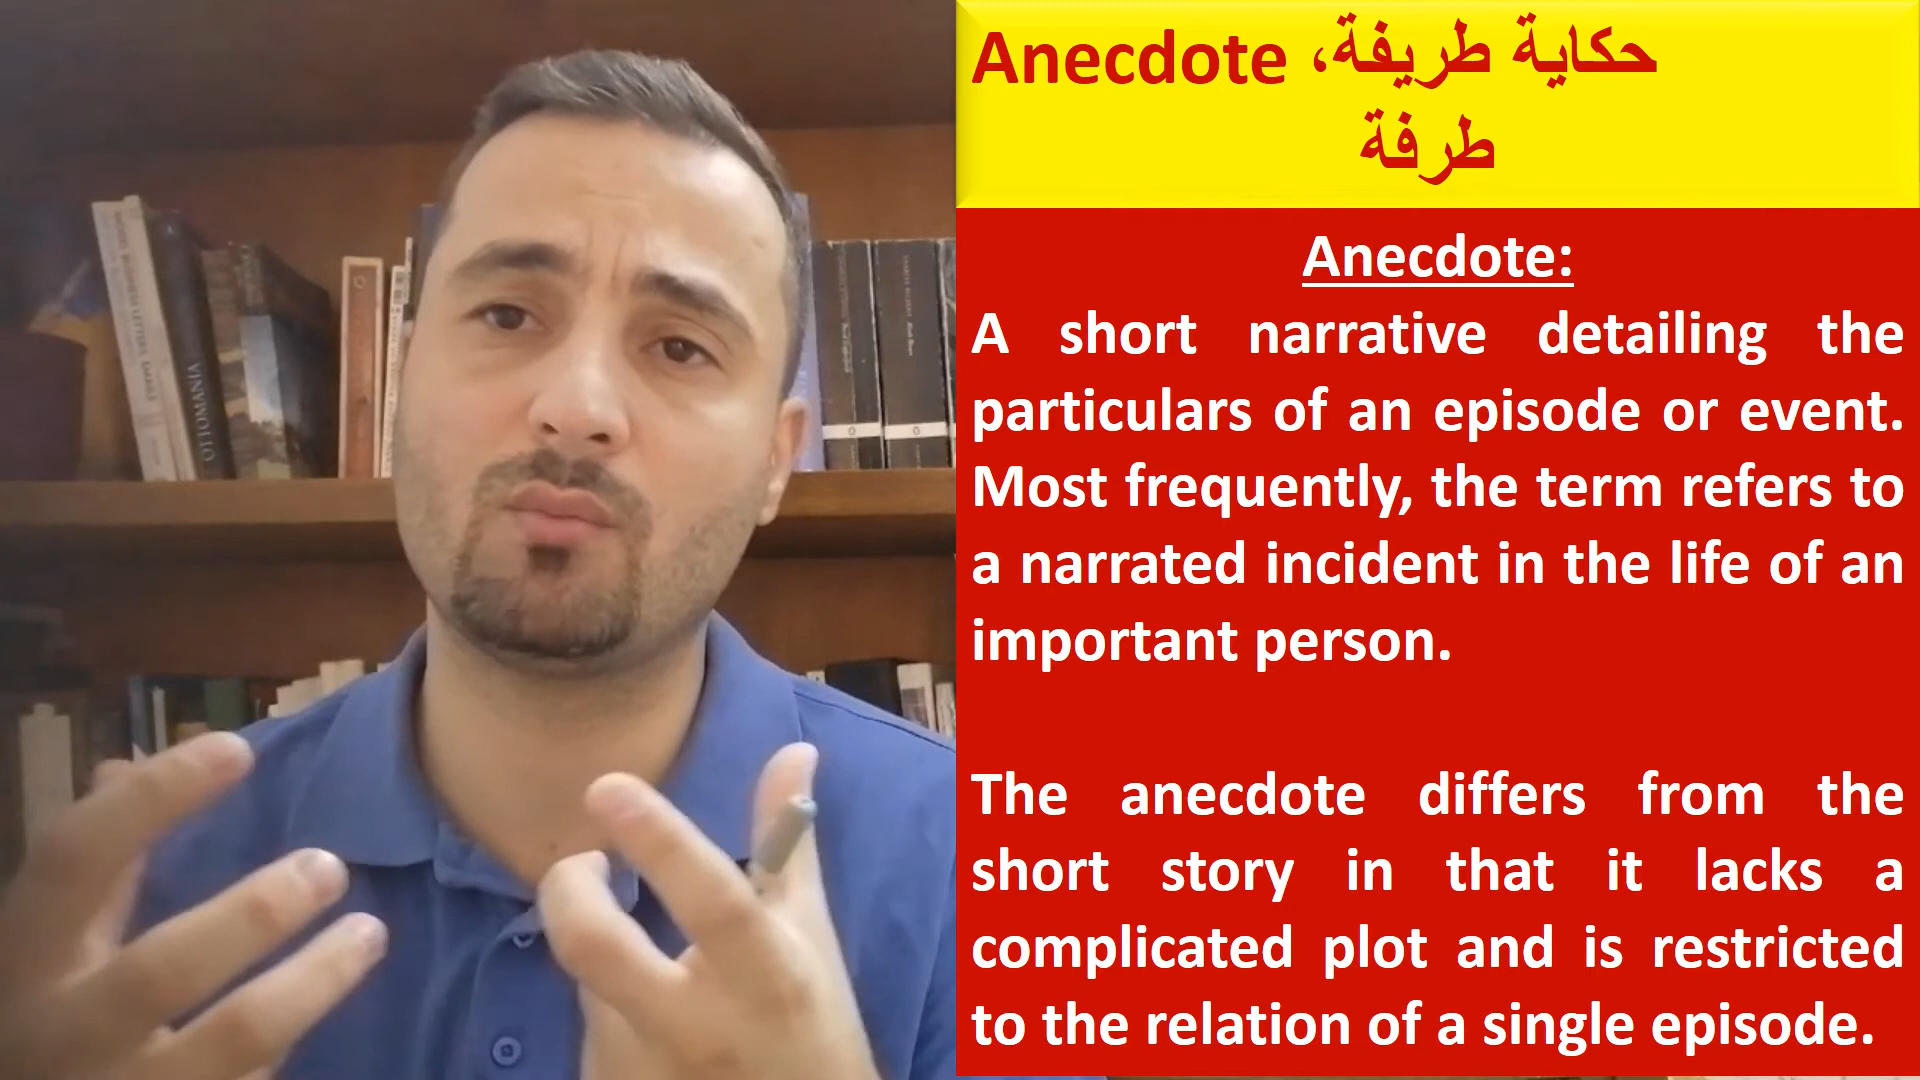 Anecdote حكاية طريفة،
طرفة
Anecdote:
A short narrative detailing the
particulars of an episode or event.
Most frequently, the term refers to
a narrated incident in the life of an
important person.
The anecdote differs from the
short story in that it lacks a
complicated plot and is restricted
to the relation of a single episode.
OTTOMANIA